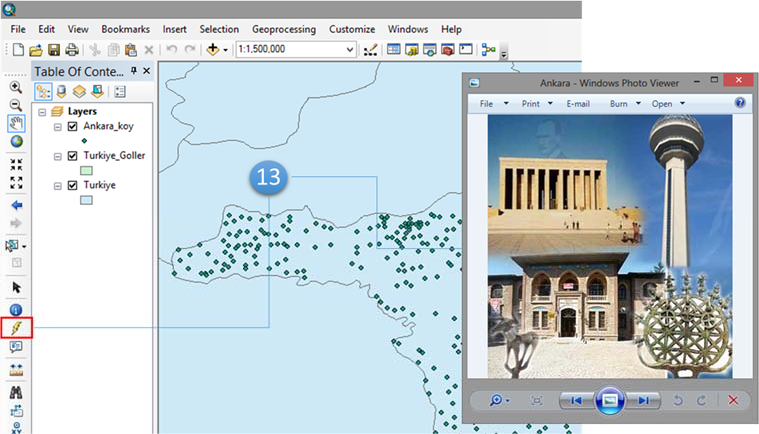 File Edit View Bookmarks Insert Selection Geoprocessing Customize Windows Help
1:1,500,000
Table Of Conte...
Layers
Ankara_koy
Turkiye_Goller
Turkiye
13
Ankara - Windows Photo Viewer
File Print E-mail Burn Open